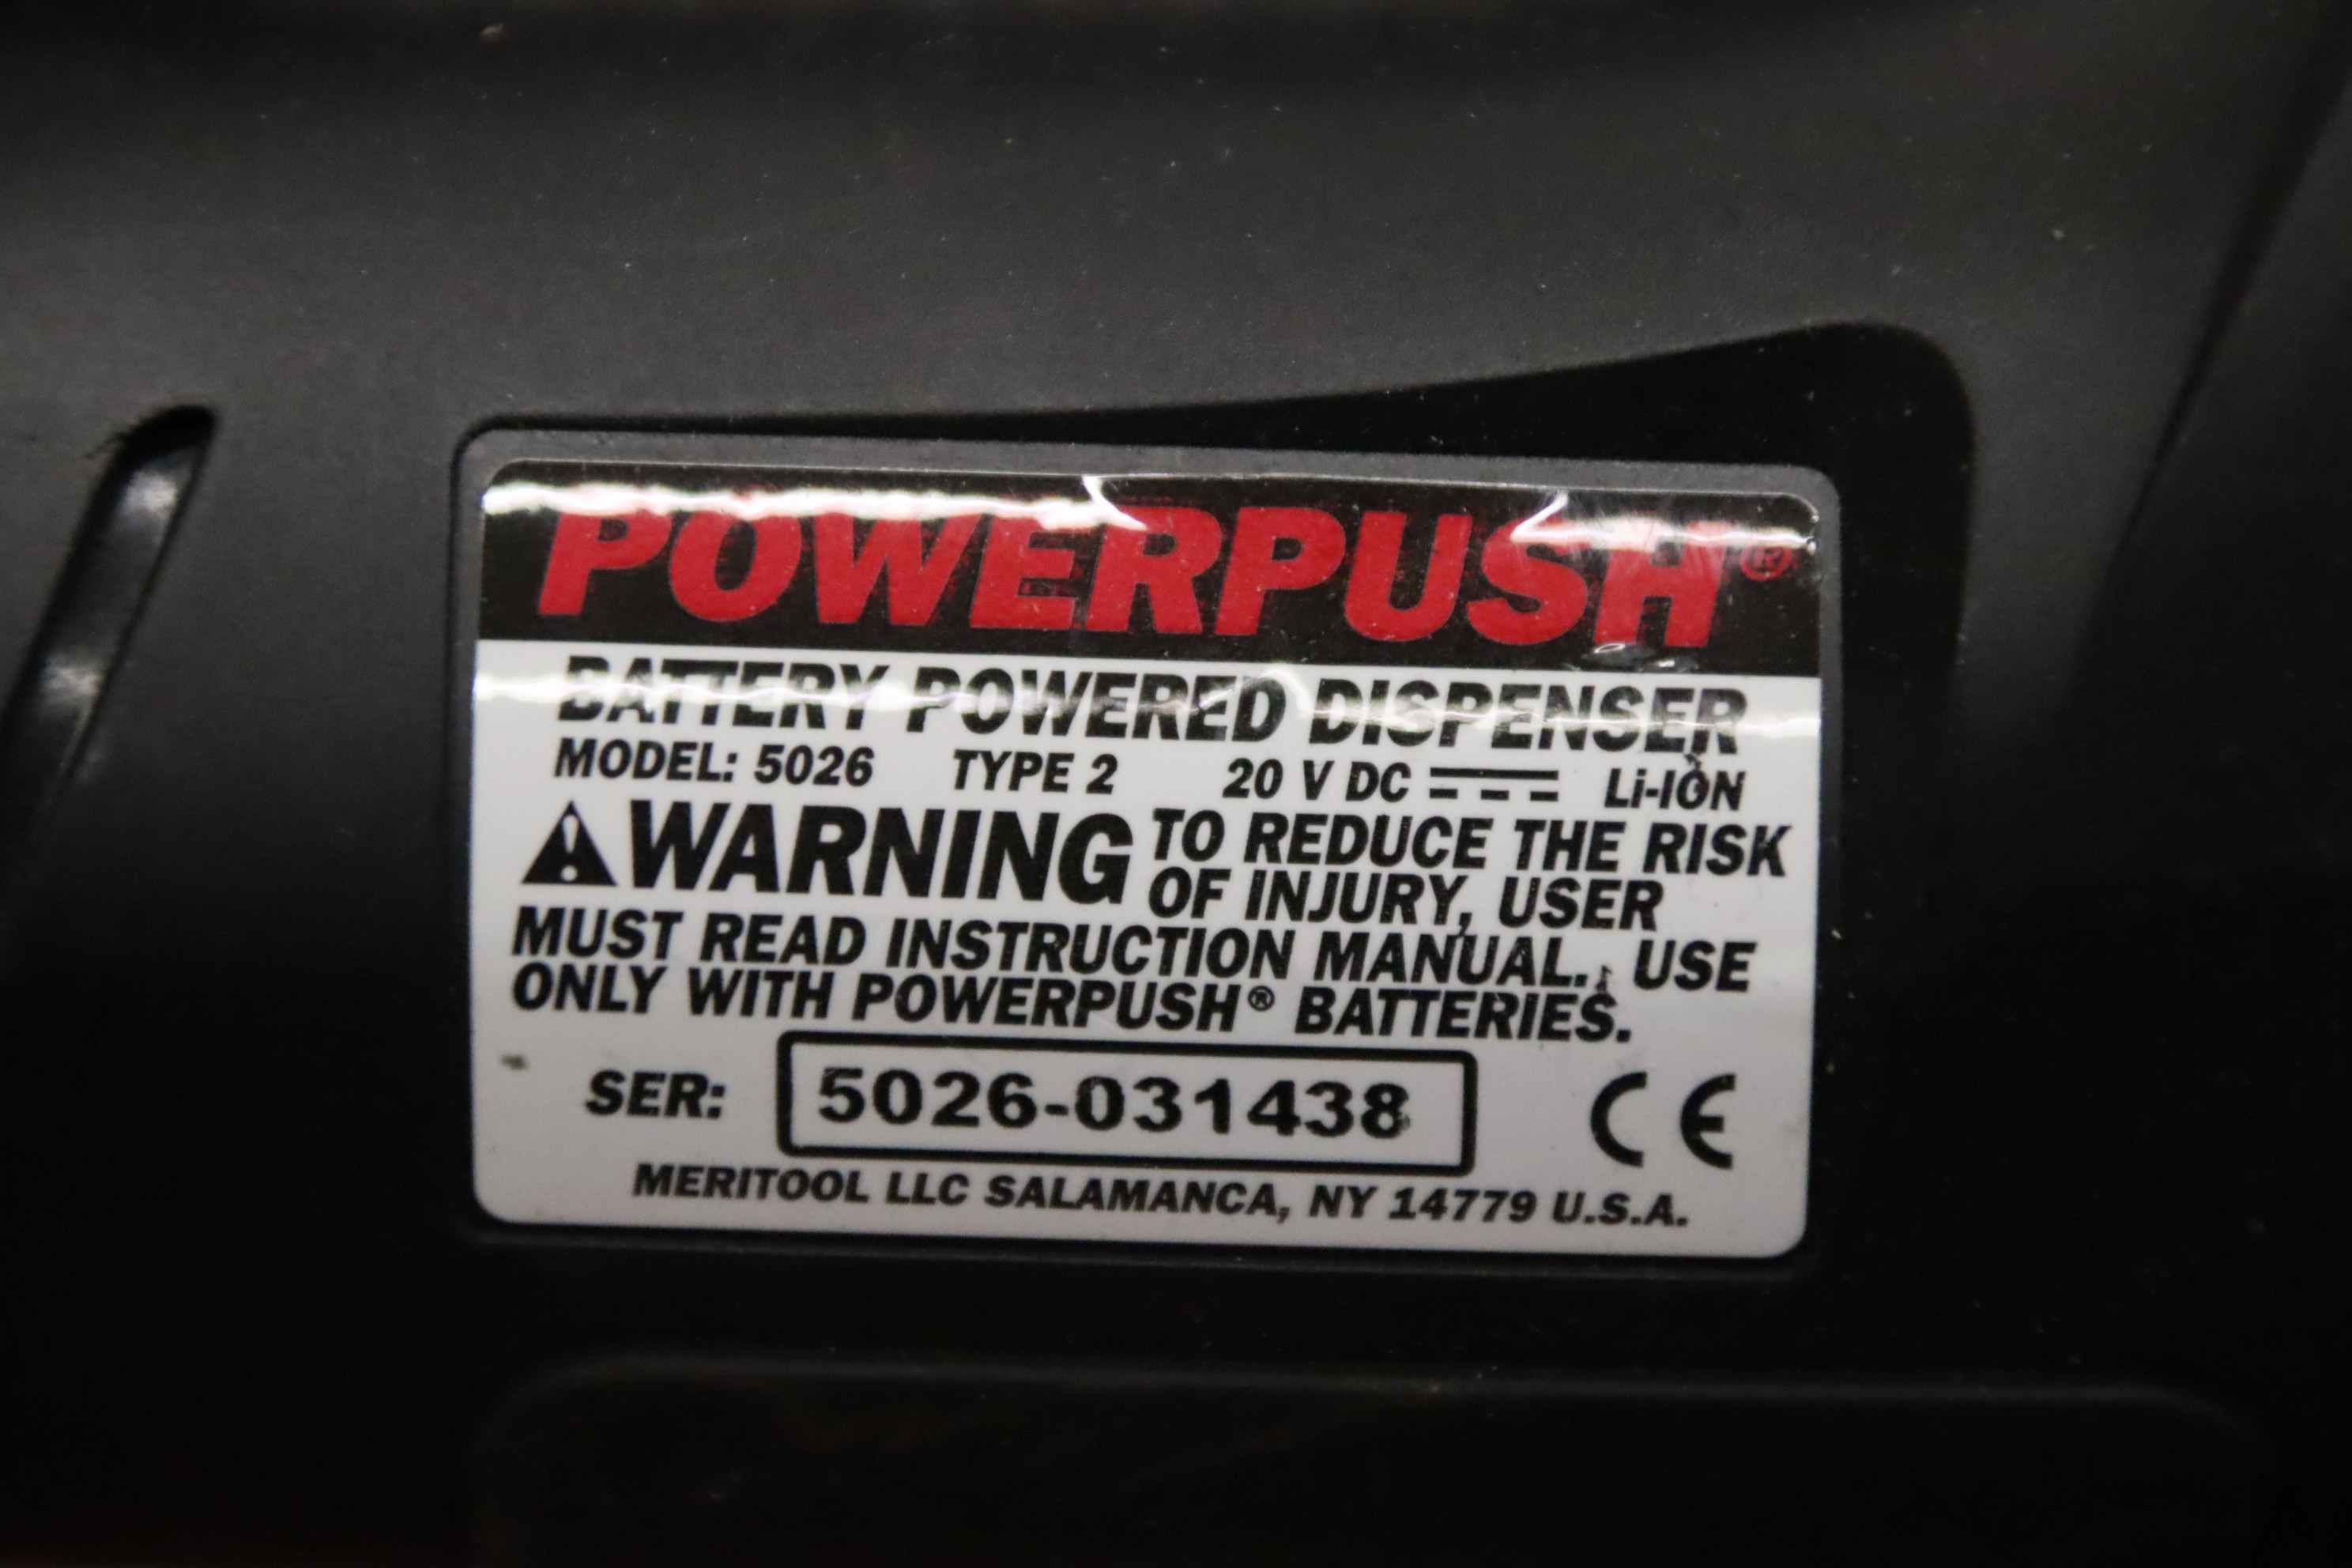 POWERPUSH®
BATTERY POWERED DISPENSER
MODEL: 5026 TYPE 2 20 V DC Li-ION
WARNING TO REDUCE THE RISK
OF INJURY, USER
MUST READ INSTRUCTION MANUAL. USE
ONLY WITH POWERPUSH® BATTERIES.
SER: 5026-031438 CE
MERITOOL LLC SALAMANCA, NY 14779 U.S.A.